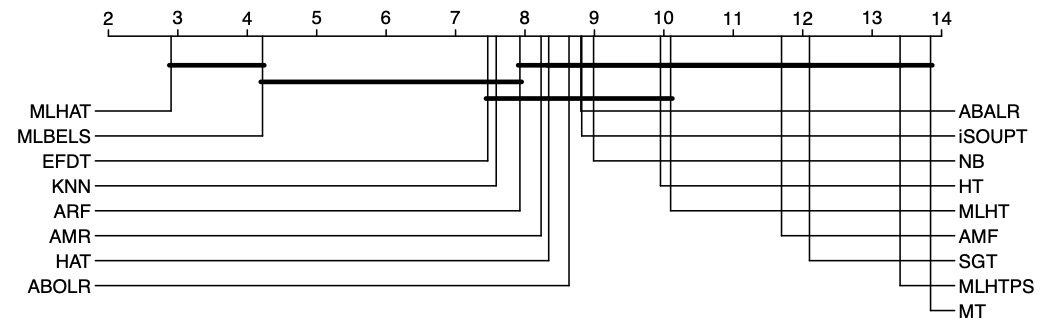 2 3 4 5 6 7 8 9 10 11 12 13 14
MLHAT ABALR
MLBELS iSOUPT
EFDT NB
KNN HT
ARF MLHT
AMR AMF
HAT SGT
ABOLR MLHTPS
MT